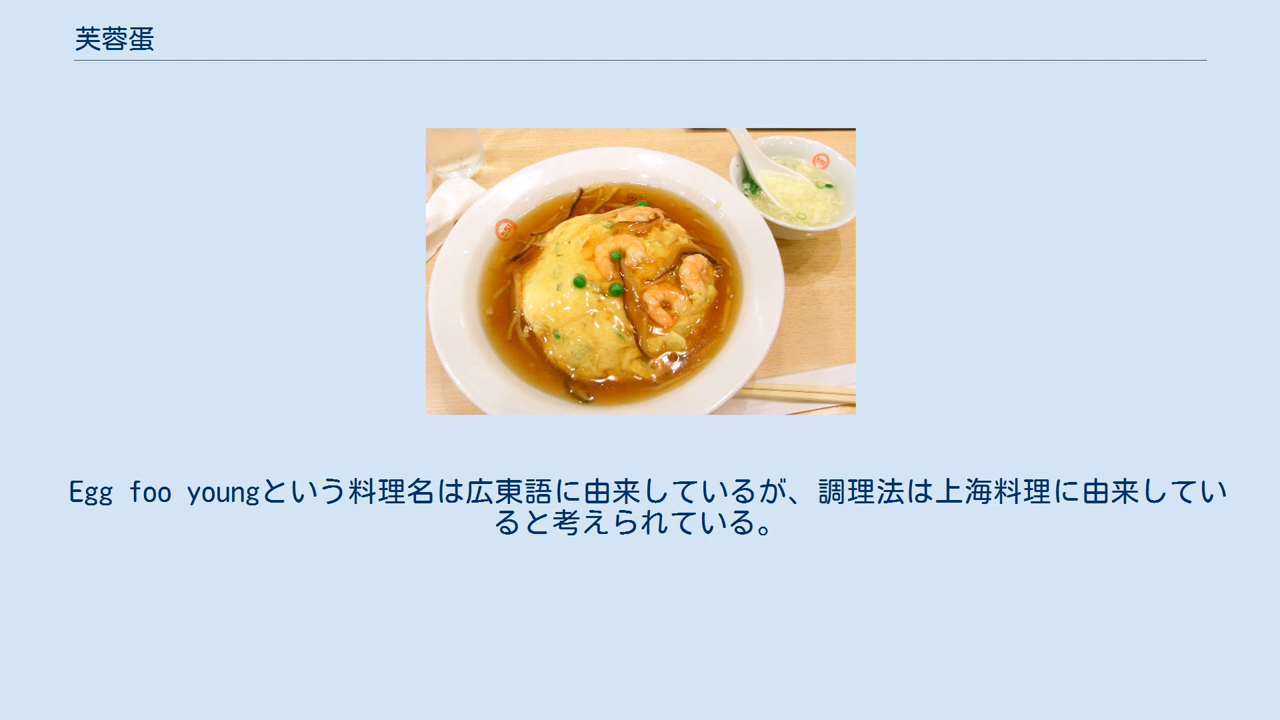 芙蓉蛋
Egg foo youngという料理名は広東語に由来しているが、調理法は上海料理に由来してい
ると考えられている。